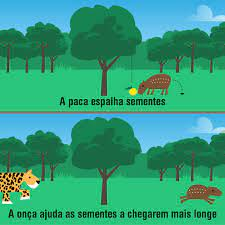 A paca espalha sementes
A onça ajuda as sementes a chegarem mais longe